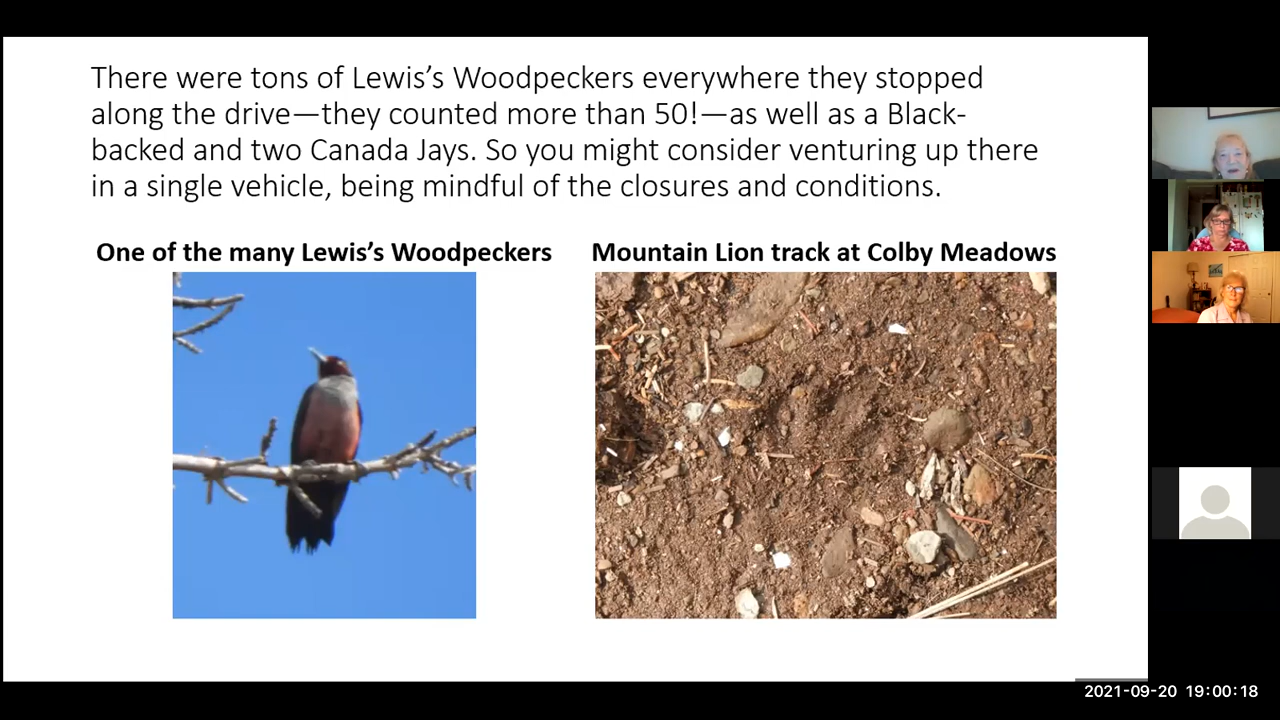 There were tons of Lewis’s Woodpeckers everywhere they stopped
along the drive—they counted more than 50!—as well as a Black-
backed and two Canada Jays. So you might consider venturing up there
in a single vehicle, being mindful of the closures and conditions.
One of the many Lewis’s Woodpeckers
Mountain Lion track at Colby Meadows
2021-09-20 19:00:18